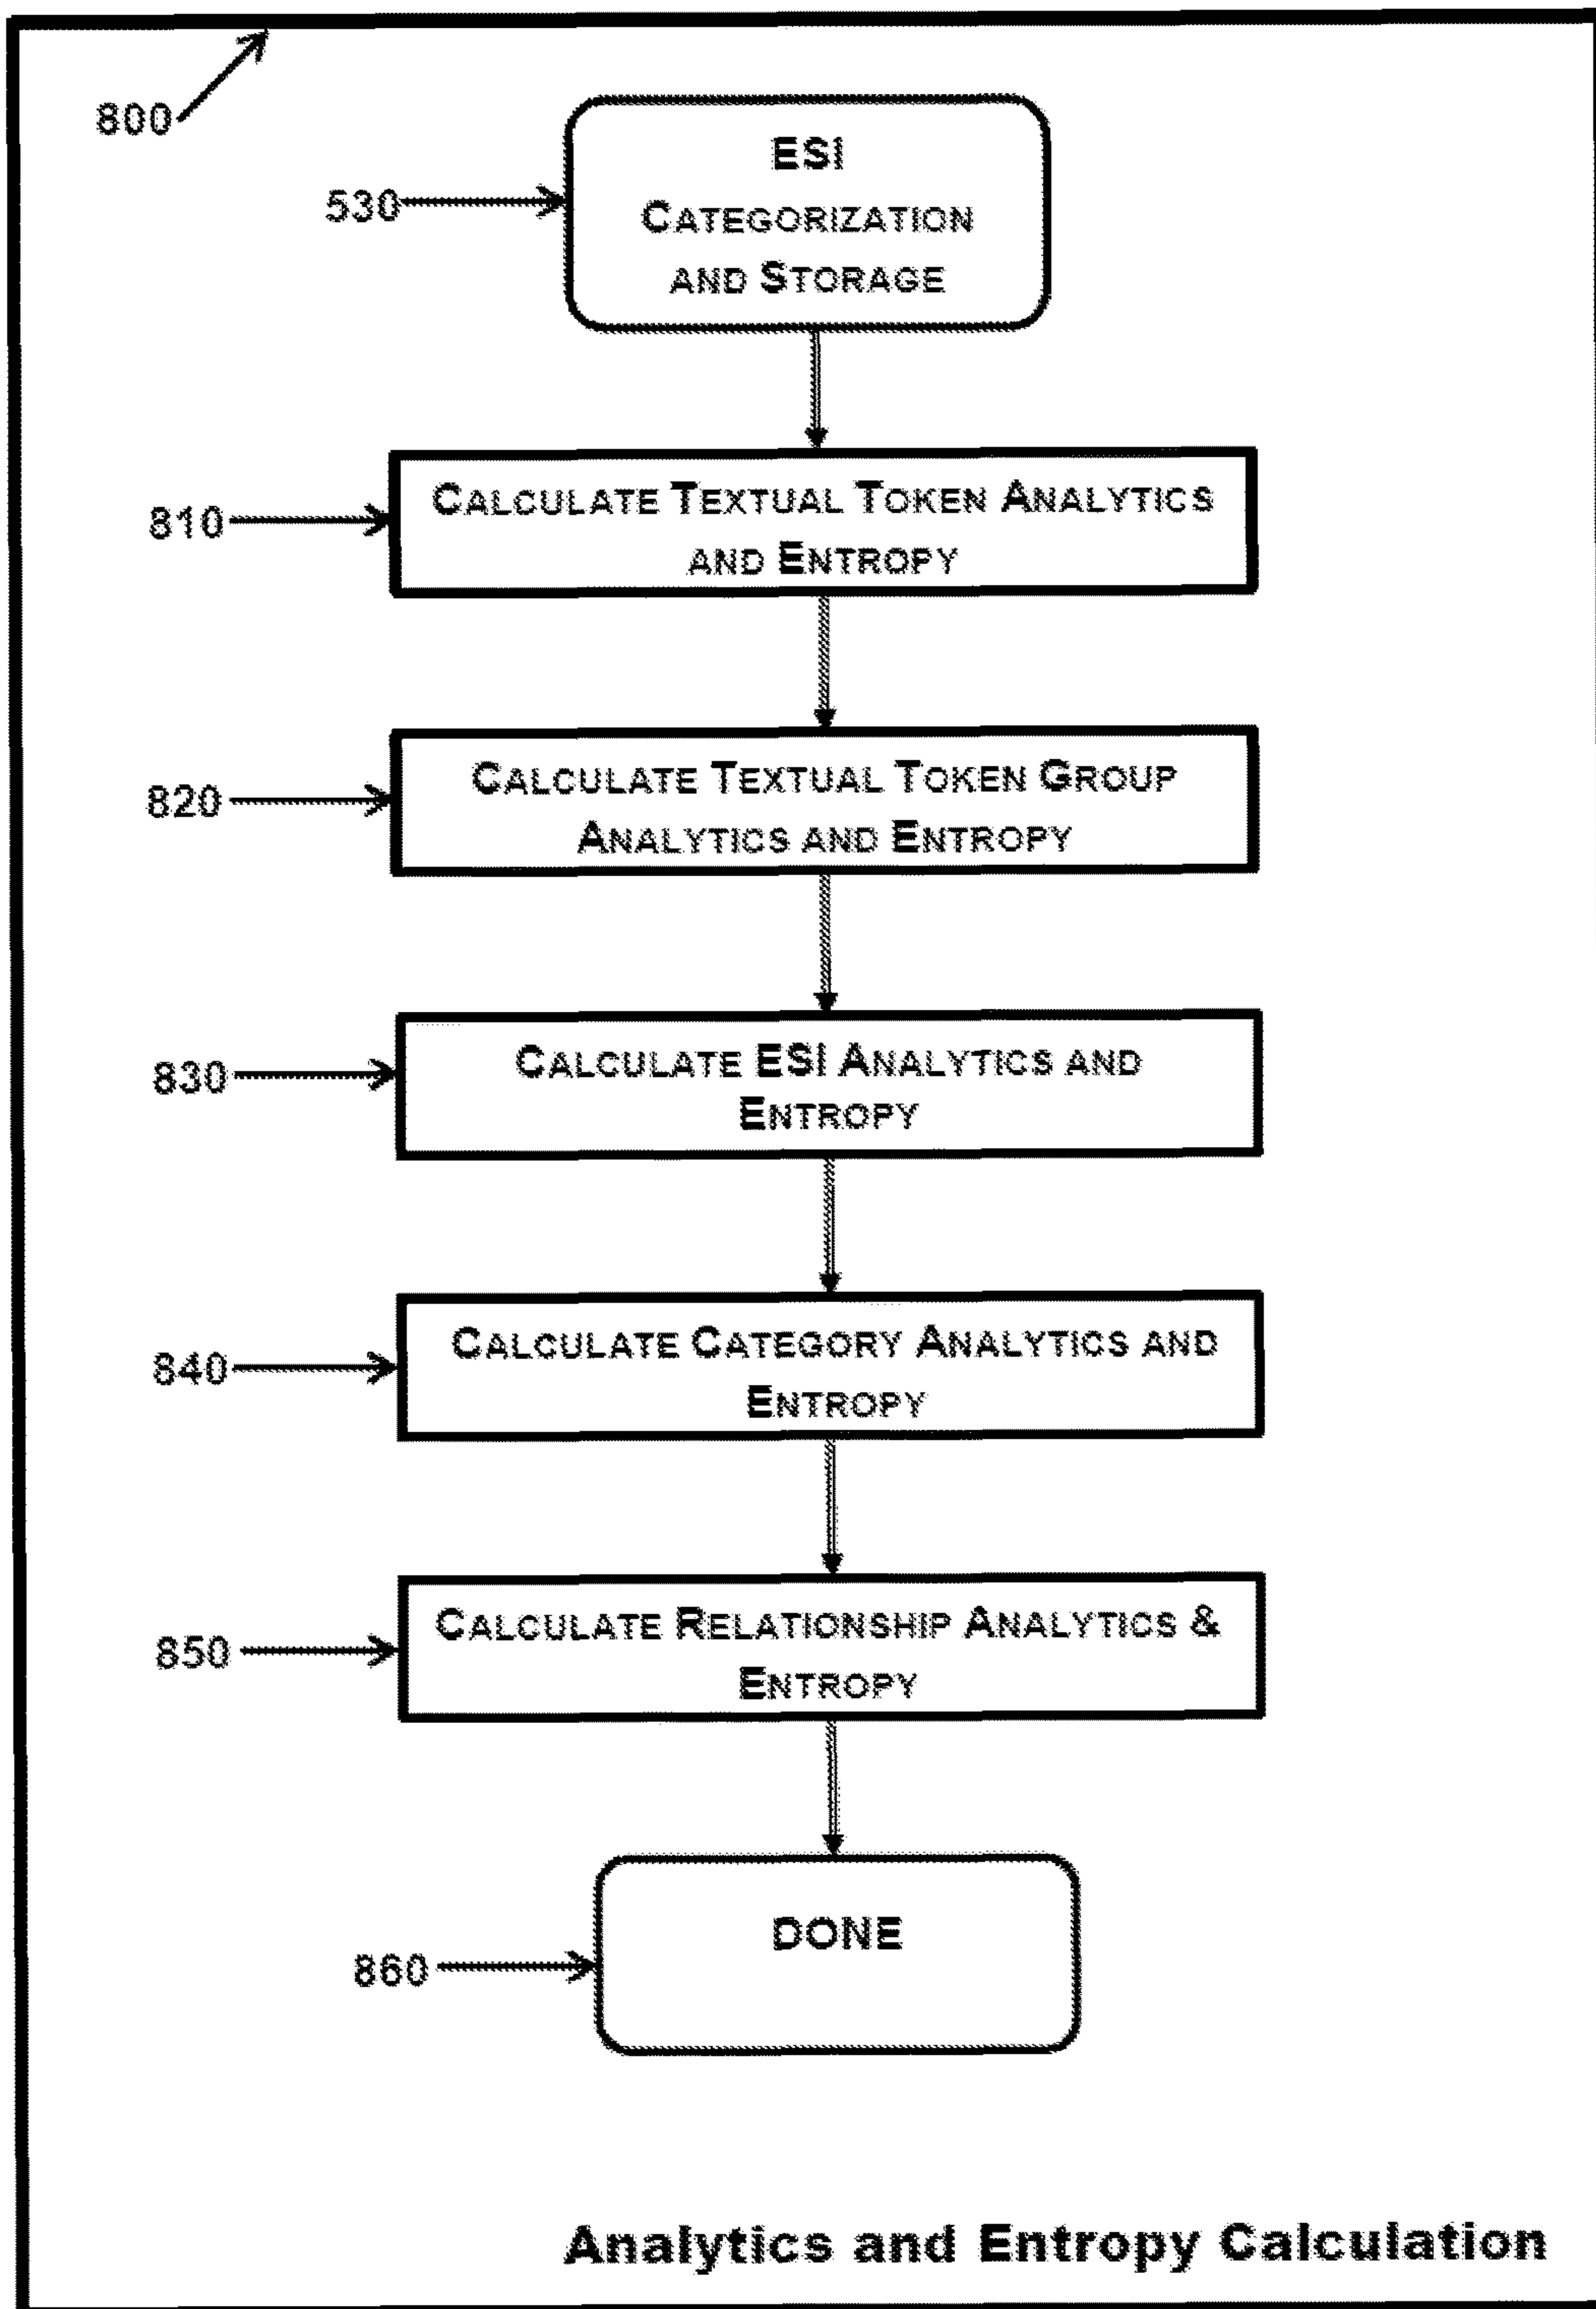 800
530
ESI
CATEGORIZATION
AND STORAGE
810
CALCULATE TEXTUAL TOKEN ANALYTICS
AND ENTROPY
820
CALCULATE TEXTUAL TOKEN GROUP
ANALYTICS AND ENTROPY
830
CALCULATE ESI ANALYTICS AND
ENTROPY
840
CALCULATE CATEGORY ANALYTICS AND
ENTROPY
850
CALCULATE RELATIONSHIP ANALYTICS &
ENTROPY
860
DONE
Analytics and Entropy Calculation